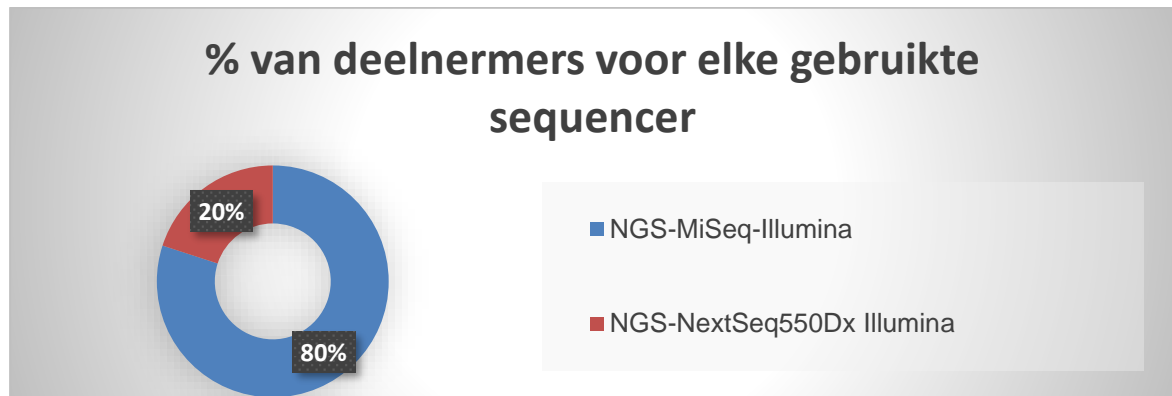 % van deelnermers voor elke gebruikte
sequencer
20%
80%
NGS-MiSeq-Illumina
NGS-NextSeq550Dx Illumina